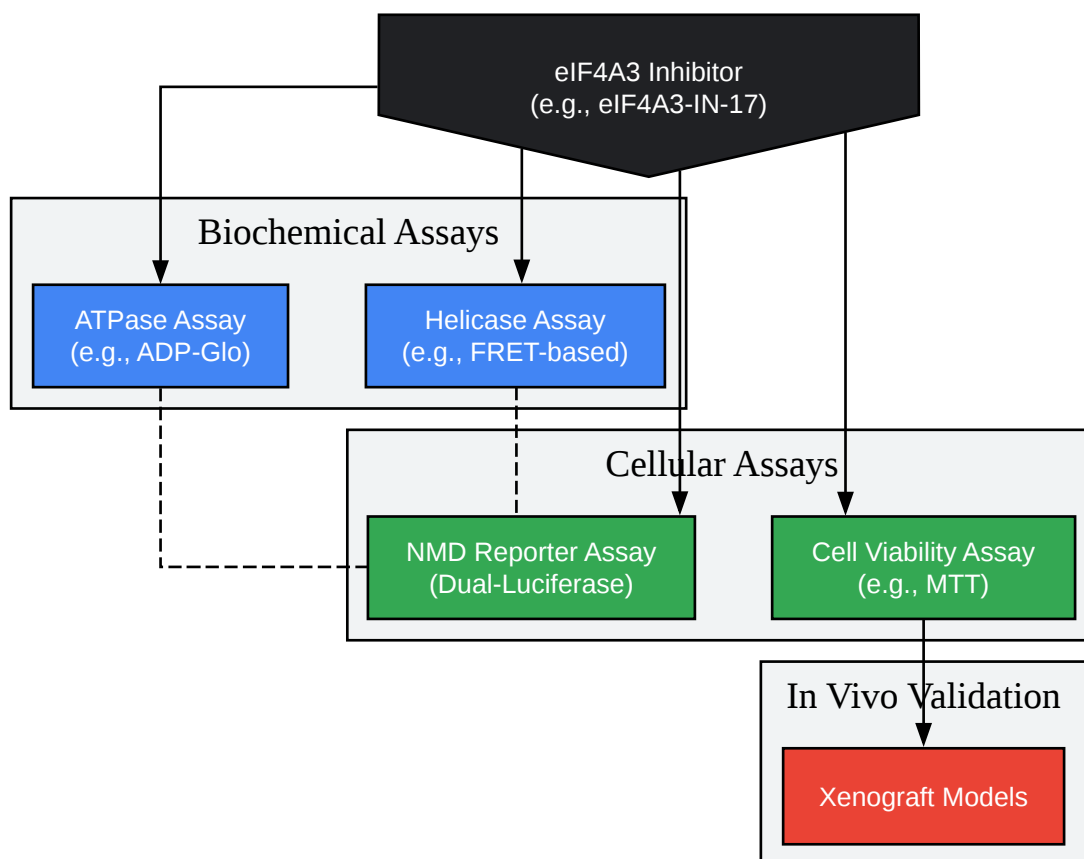 eIF4A3 Inhibitor
(e.g., eIF4A3-IN-17)
Biochemical Assays
ATPase Assay
(e.g., ADP-Glo)
Helicase Assay
(e.g., FRET-based)
Cellular Assays
NMD Reporter Assay
(Dual-Luciferase)
Cell Viability Assay
(e.g., MTT)
In Vivo Validation
Xenograft Models